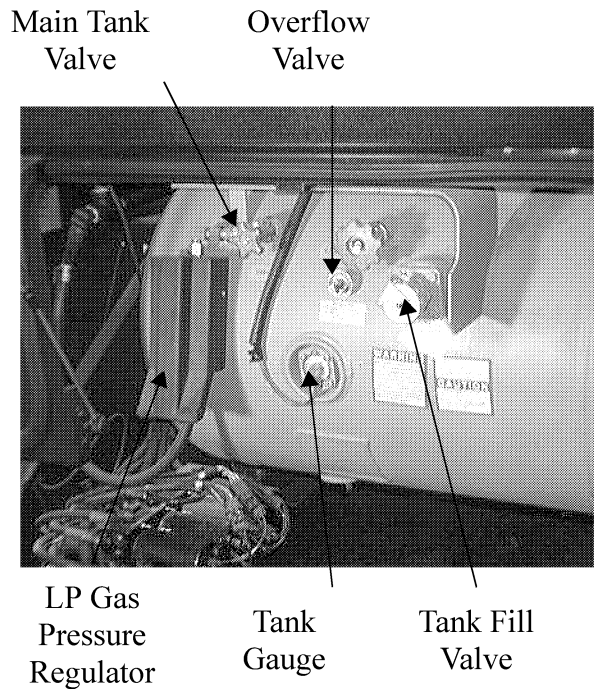 Main Tank
Valve
Overflow
Valve
WARNING
CAUTION
LP Gas
Pressure
Regulator
Tank
Gauge
Tank Fill
Valve